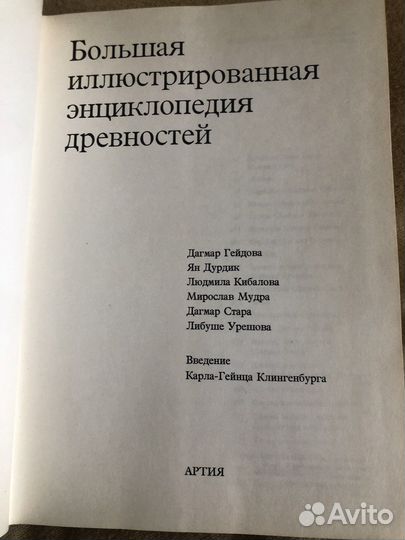 Большая
иллюстрированная
энциклопедия
древностей
Дагмар Гейдова
Ян Дурдик
Людмила Кибалова
Мирослав Мудра
Дагмар Стара
Либуше Урешова
Введение
Карла-Гейнца Клингенбурга
АРТИЯ
Avito